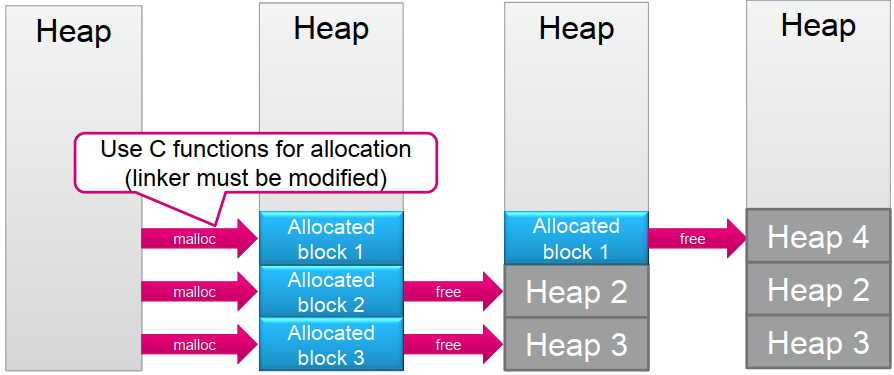 Heap
Heap
Heap
Heap
Use C functions for allocation
(linker must be modified)
malloc
Allocated
block 1
Allocated
block 1
free
Heap 4
malloc
Allocated
block 2
free
Heap 2
Heap 2
malloc
Allocated
block 3
free
Heap 3
Heap 3